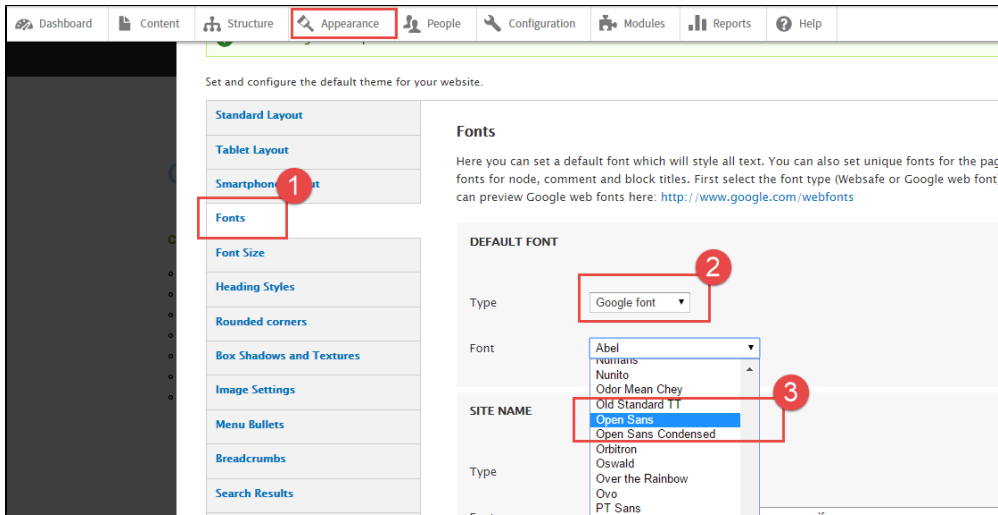 Dashboard Content Structure Appearance People Configuration Modules Reports Help
Set and configure the default theme for your website.
Standard Layout
Tablet Layout
Smartphone
1
Fonts
Font Size
Heading Styles
Rounded corners
Box Shadows and Textures
Image Settings
Menu Bullets
Breadcrumbs
Search Results
Fonts
Here you can set a default font which will style all text. You can also set unique fonts for the
fonts for node, comment and block titles. First select the font type (Websafe or Google web font)
can preview Google web fonts here: http://www.google.com/webfonts
DEFAULT FONT
2
Type Google font
Font Abel
Numans
Nunito
Odor Mean Chey
3
Old Standard TT
SITE NAME
Open Sans
Open Sans Condensed
Orbitron
Oswald
Type
Over the Rainbow
Ovo
PT Sans